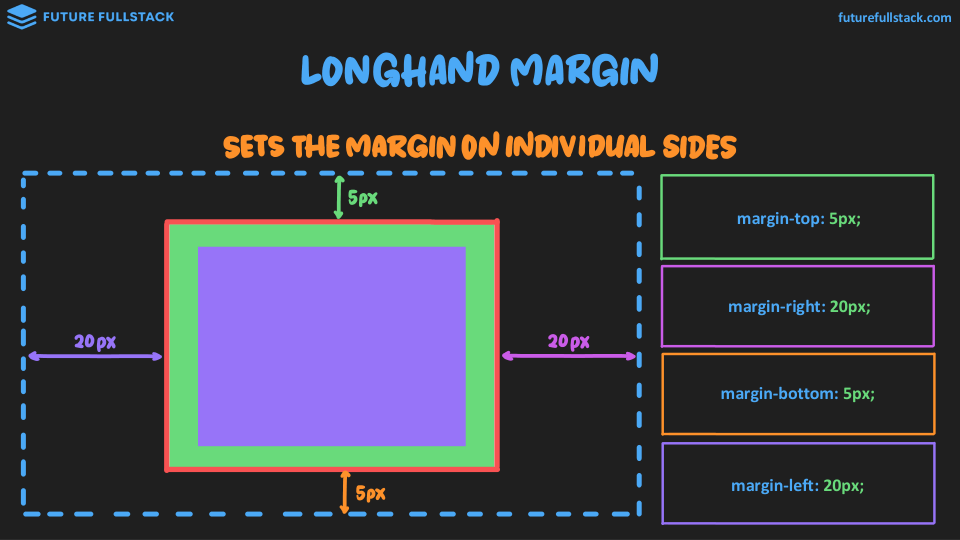 FUTURE FULLSTACK
futurefullstack.com
LONGHAND MARGIN
SETS THE MARGIN ON INDIVIDUAL SIDES
5px
20px
20px
5px
margin-top: 5px;
margin-right: 20px;
margin-bottom: 5px;
margin-left: 20px;